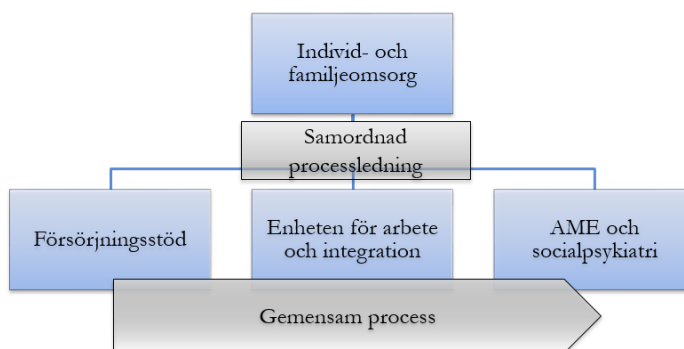 Individ- och
familjeomsorg
Samordnad
processledning
Försörjningsstöd
Enheten för arbete
och integration
AME och
socialpsykiatri
Gemensam process